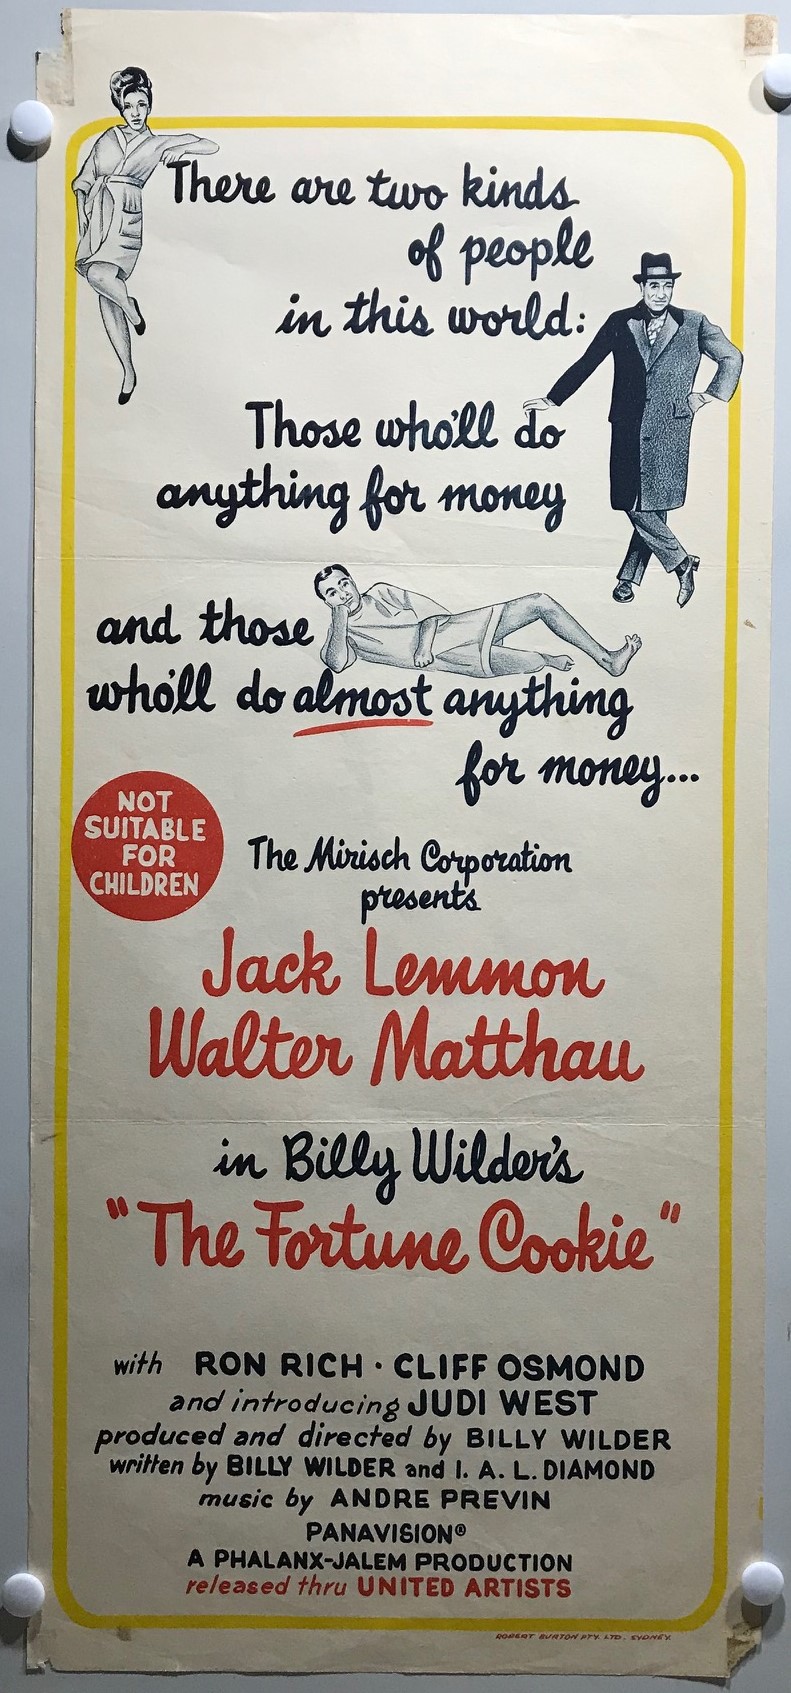 There are two kinds
of people
in this world:
Those who'll do
anything for money
and those
who'll do almost anything
for money...
NOT
SUITABLE
FOR
CHILDREN
The Mirisch Corporation
presents
Jack Lemmon
Walter Matthau
in Billy Wilder's
"The Fortune Cookie"
with RON RICH · CLIFF OSMOND
and introducing JUDI WEST
produced and directed by BILLY WILDER
written by BILLY WILDER and I. A. L. DIAMOND
music by ANDRE PREVIN
PANAVISION®
A PHALANX-JALEM PRODUCTION
released thru UNITED ARTISTS
ROBERT BURTON PTY. LTD. SYDNEY.